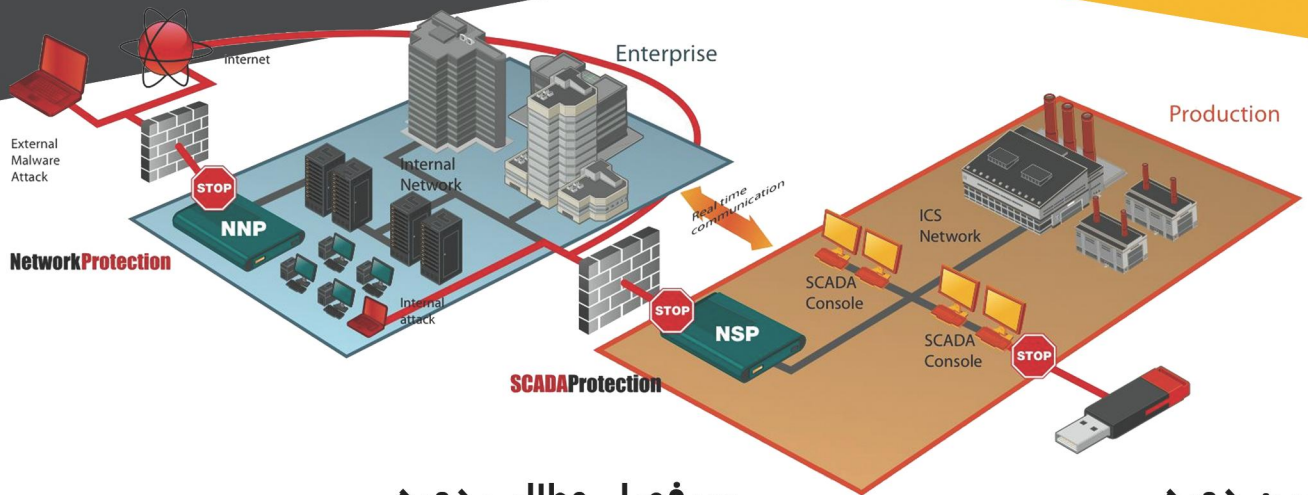 Internet
Enterprise
Production
External
Malware
Attack
STOP
Internal
Network
NNP
NetworkProtection
Internal
attack
Real time
communication
ICS
Network
SCADA
Console
STOP
NSP
SCADA
Console
STOP
SCADAProtection